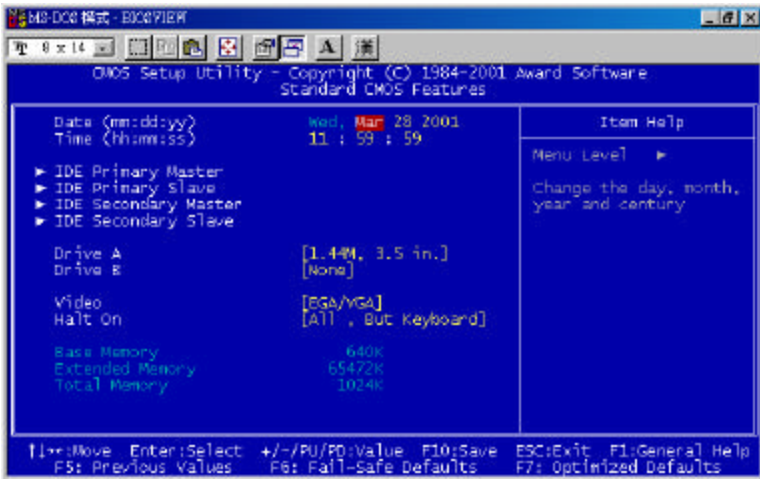 MS-DOS 模式 - BIOSVIEW
8 x 14
A 漢
CMOS Setup Utility - Copyright (C) 1984-2001 Award Software
Standard CMOS Features
Date (mm:dd:yy) Wed, Mar 28 2001
Time (hh:mm:ss) 11 : 59 : 59
Item Help
Menu Level ►
► IDE Primary Master
► IDE Primary Slave
► IDE Secondary Master
► IDE Secondary Slave
Change the day, month,
year and century
Drive A [1.44M, 3.5 in.]
Drive B [None]
Video [EGA/VGA]
Halt On [All , But Keyboard]
Base Memory 640K
Extended Memory 65472K
Total Memory 1024K
↑↓→←:Move Enter:Select +/-/PU/PD:Value F10:Save ESC:Exit F1:General Help
F5: Previous Values F6: Fail-Safe Defaults F7: Optimized Defaults